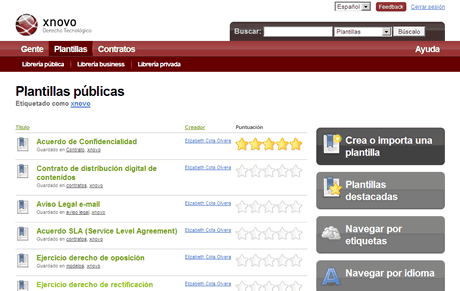 Español
Feedback
Cerrar sesión
xnovo
Derecho Tecnológico
Buscar:
Plantillas
Búscalo
Gente
Plantillas
Contratos
Ayuda
Librería pública
Librería business
Librería privada
Plantillas públicas
Etiquetado como xnovo
Título
Creador
Puntuación
Acuerdo de Confidencialidad
Guardado en Contrato, xnovo
Elizabeth Cota Olvera
Contrato de distribución digital de
contenidos
Guardado en contratos, xnovo
Elizabeth Cota Olvera
Aviso Legal e-mail
Guardado en aviso legal, xnovo
Elizabeth Cota Olvera
Acuerdo SLA (Service Level Agreement)
Guardado en contratos, xnovo
Elizabeth Cota Olvera
Ejercicio derecho de oposición
Guardado en modelos, xnovo
Elizabeth Cota Olvera
Ejercicio derecho de rectificación
Elizabeth Cota Olvera
Crea o importa una
plantilla
Plantillas
destacadas
Navegar por
etiquetas
Navegar por idioma